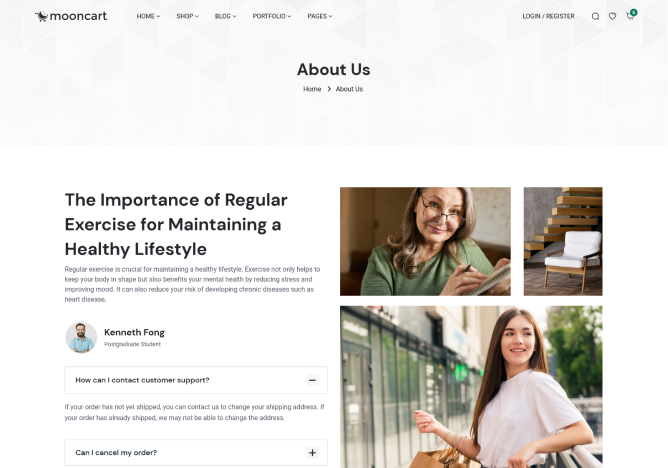 mooncart
HOME
SHOP
BLOG
PORTFOLIO
PAGES
LOGIN / REGISTER
About Us
Home
About Us
The Importance of Regular
Exercise for Maintaining a
Healthy Lifestyle
Regular exercise is crucial for maintaining a healthy lifestyle. Exercise not only helps to
keep your body in shape but also benefits your mental health by reducing stress and
improving mood. It can also reduce your risk of developing chronic diseases such as
heart disease,
Kenneth Fong
Postgraduate Student
How can I contact customer support?
If your order has not yet shipped, you can contact us to change your shipping address. If
your order has already shipped, we may not be able to change the address.
Can I cancel my order?